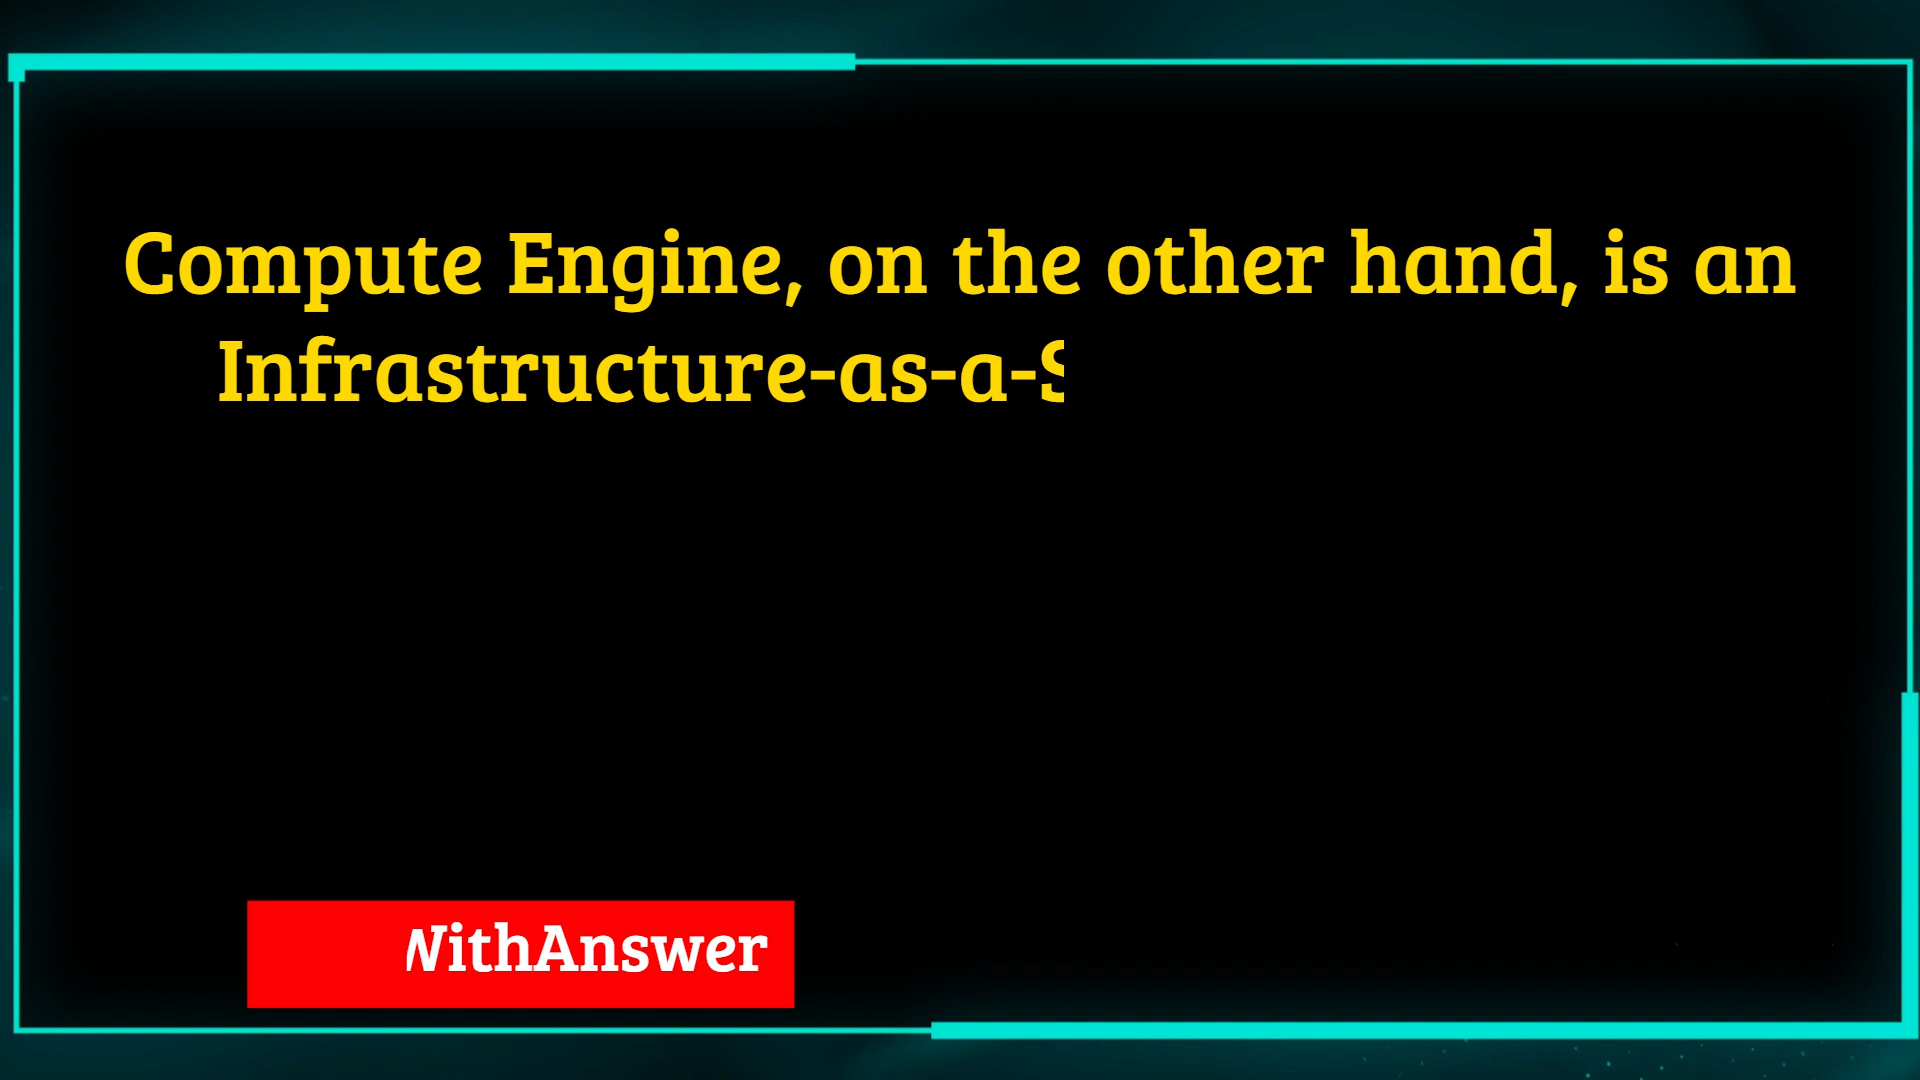 Compute Engine, on the other hand, is an
Infrastructure-as-a-
WithAnswer